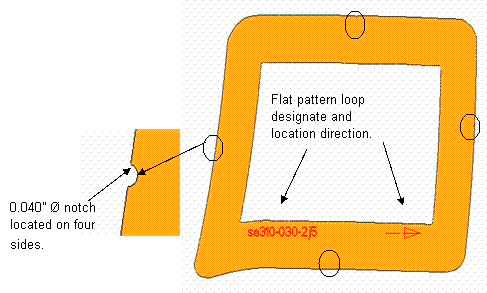 Flat pattern loop
designate and
location direction.
0.040" Ø notch
located on four
sides.
se310-030-2j5